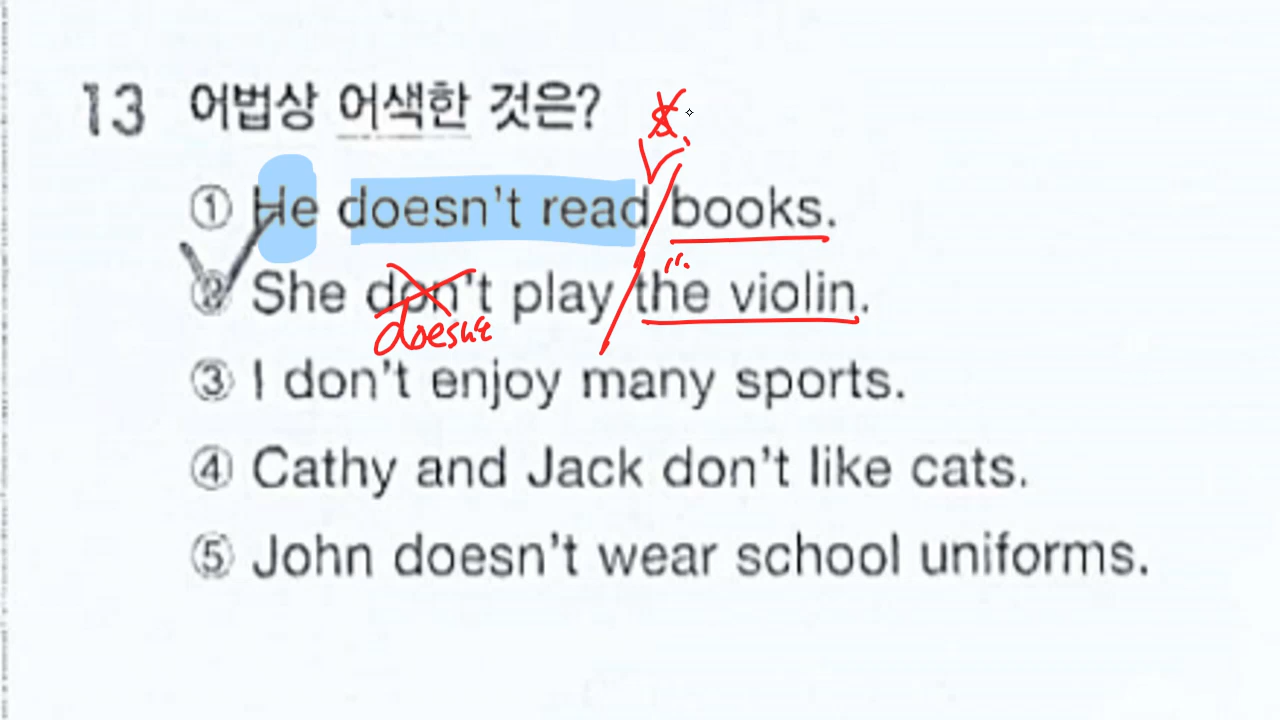 13 어법상 어색한 것은?
s
① He doesn't read books.
② She don't play the violin.
doesn't
③ I don't enjoy many sports.
④ Cathy and Jack don't like cats.
⑤ John doesn't wear school uniforms.